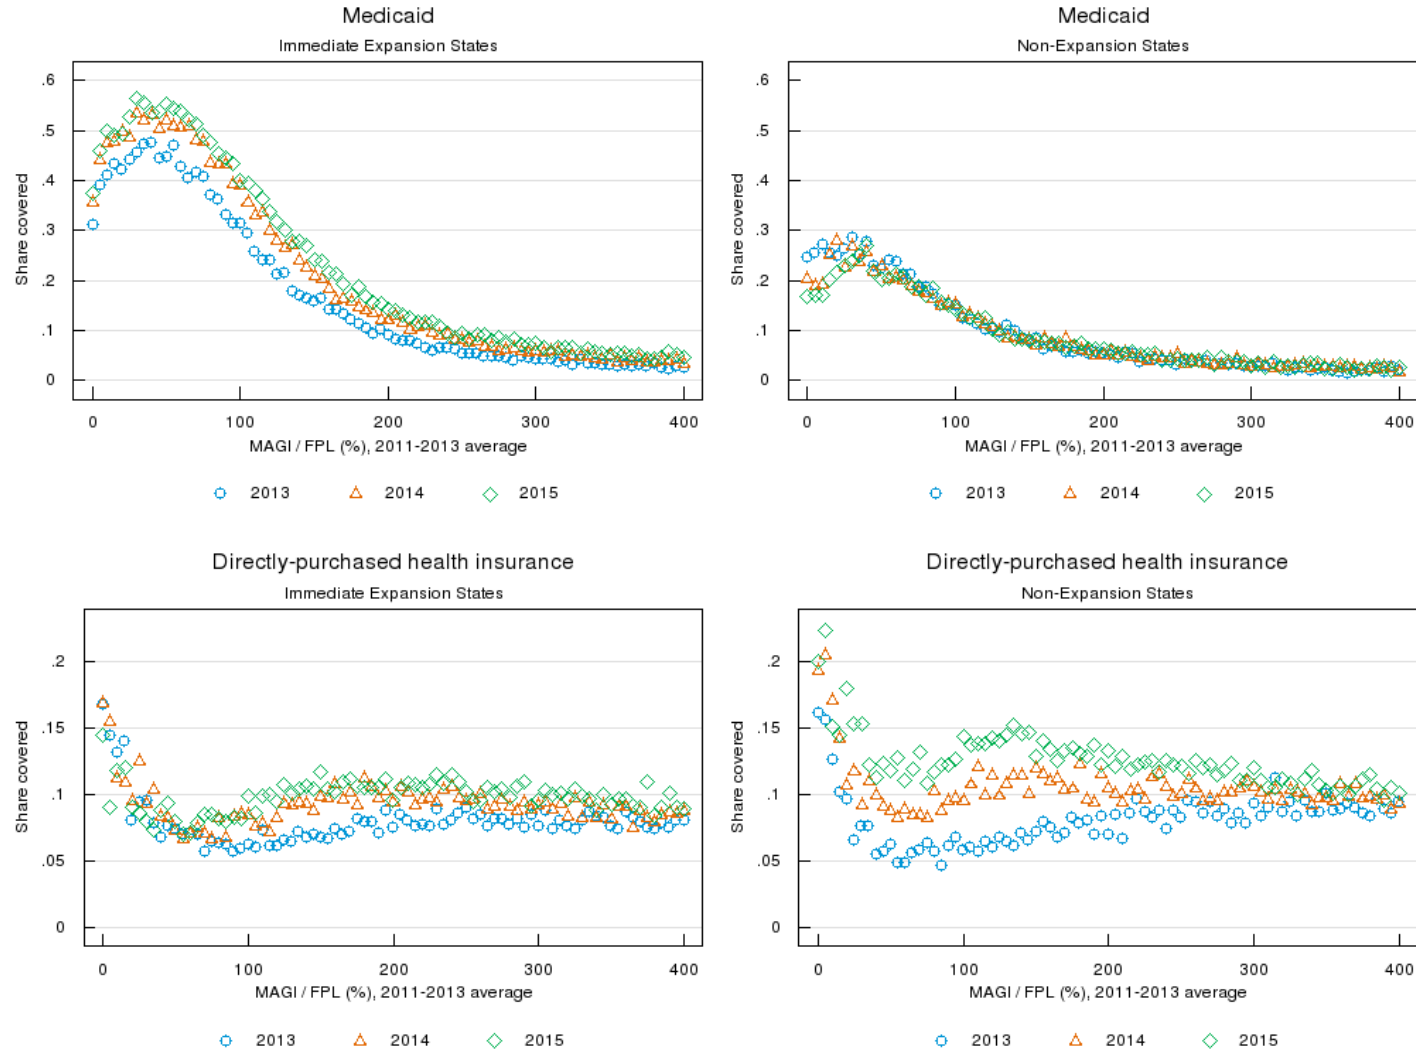 Medicaid
Immediate Expansion States
.6
.5
.4
.3
.2
.1
0
Share covered
0 100 200 300 400
MAGI / FPL (%), 2011-2013 average
2013 2014 2015
Medicaid
Non-Expansion States
.6
.5
.4
.3
.2
.1
0
Share covered
0 100 200 300 400
MAGI / FPL (%), 2011-2013 average
2013 2014 2015
Directly-purchased health insurance
Immediate Expansion States
.2
.15
.1
.05
0
Share covered
0 100 200 300 400
MAGI / FPL (%), 2011-2013 average
2013 2014 2015
Directly-purchased health insurance
Non-Expansion States
.2
.15
.1
.05
0
Share covered
0 100 200 300 400
MAGI / FPL (%), 2011-2013 average
2013 2014 2015